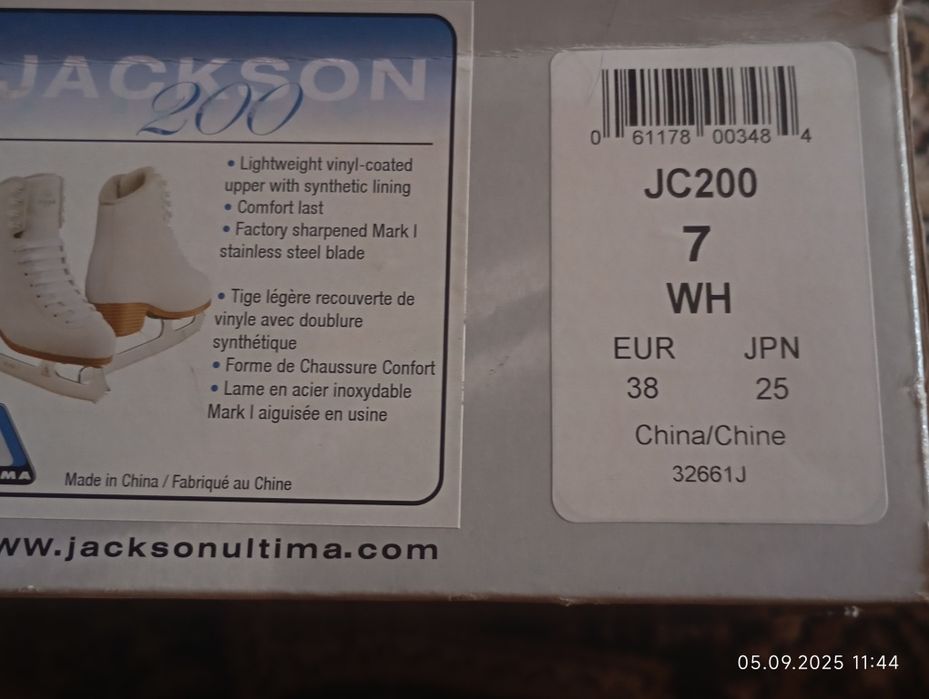 JACKSON
200
• Lightweight vinyl-coated
upper with synthetic lining
• Comfort last
• Factory sharpened Mark I
stainless steel blade
• Tige légère recouverte de
vinyle avec doublure
synthétique
• Forme de Chaussure Confort
• Lame en acier inoxydable
Mark I aiguisée en usine
MA
Made in China / Fabriqué au Chine
ww.jacksonultima.com
0 61178 00348 4
JC200
7
WH
EUR JPN
38 25
China/Chine
32661J
05.09.2025 11:44